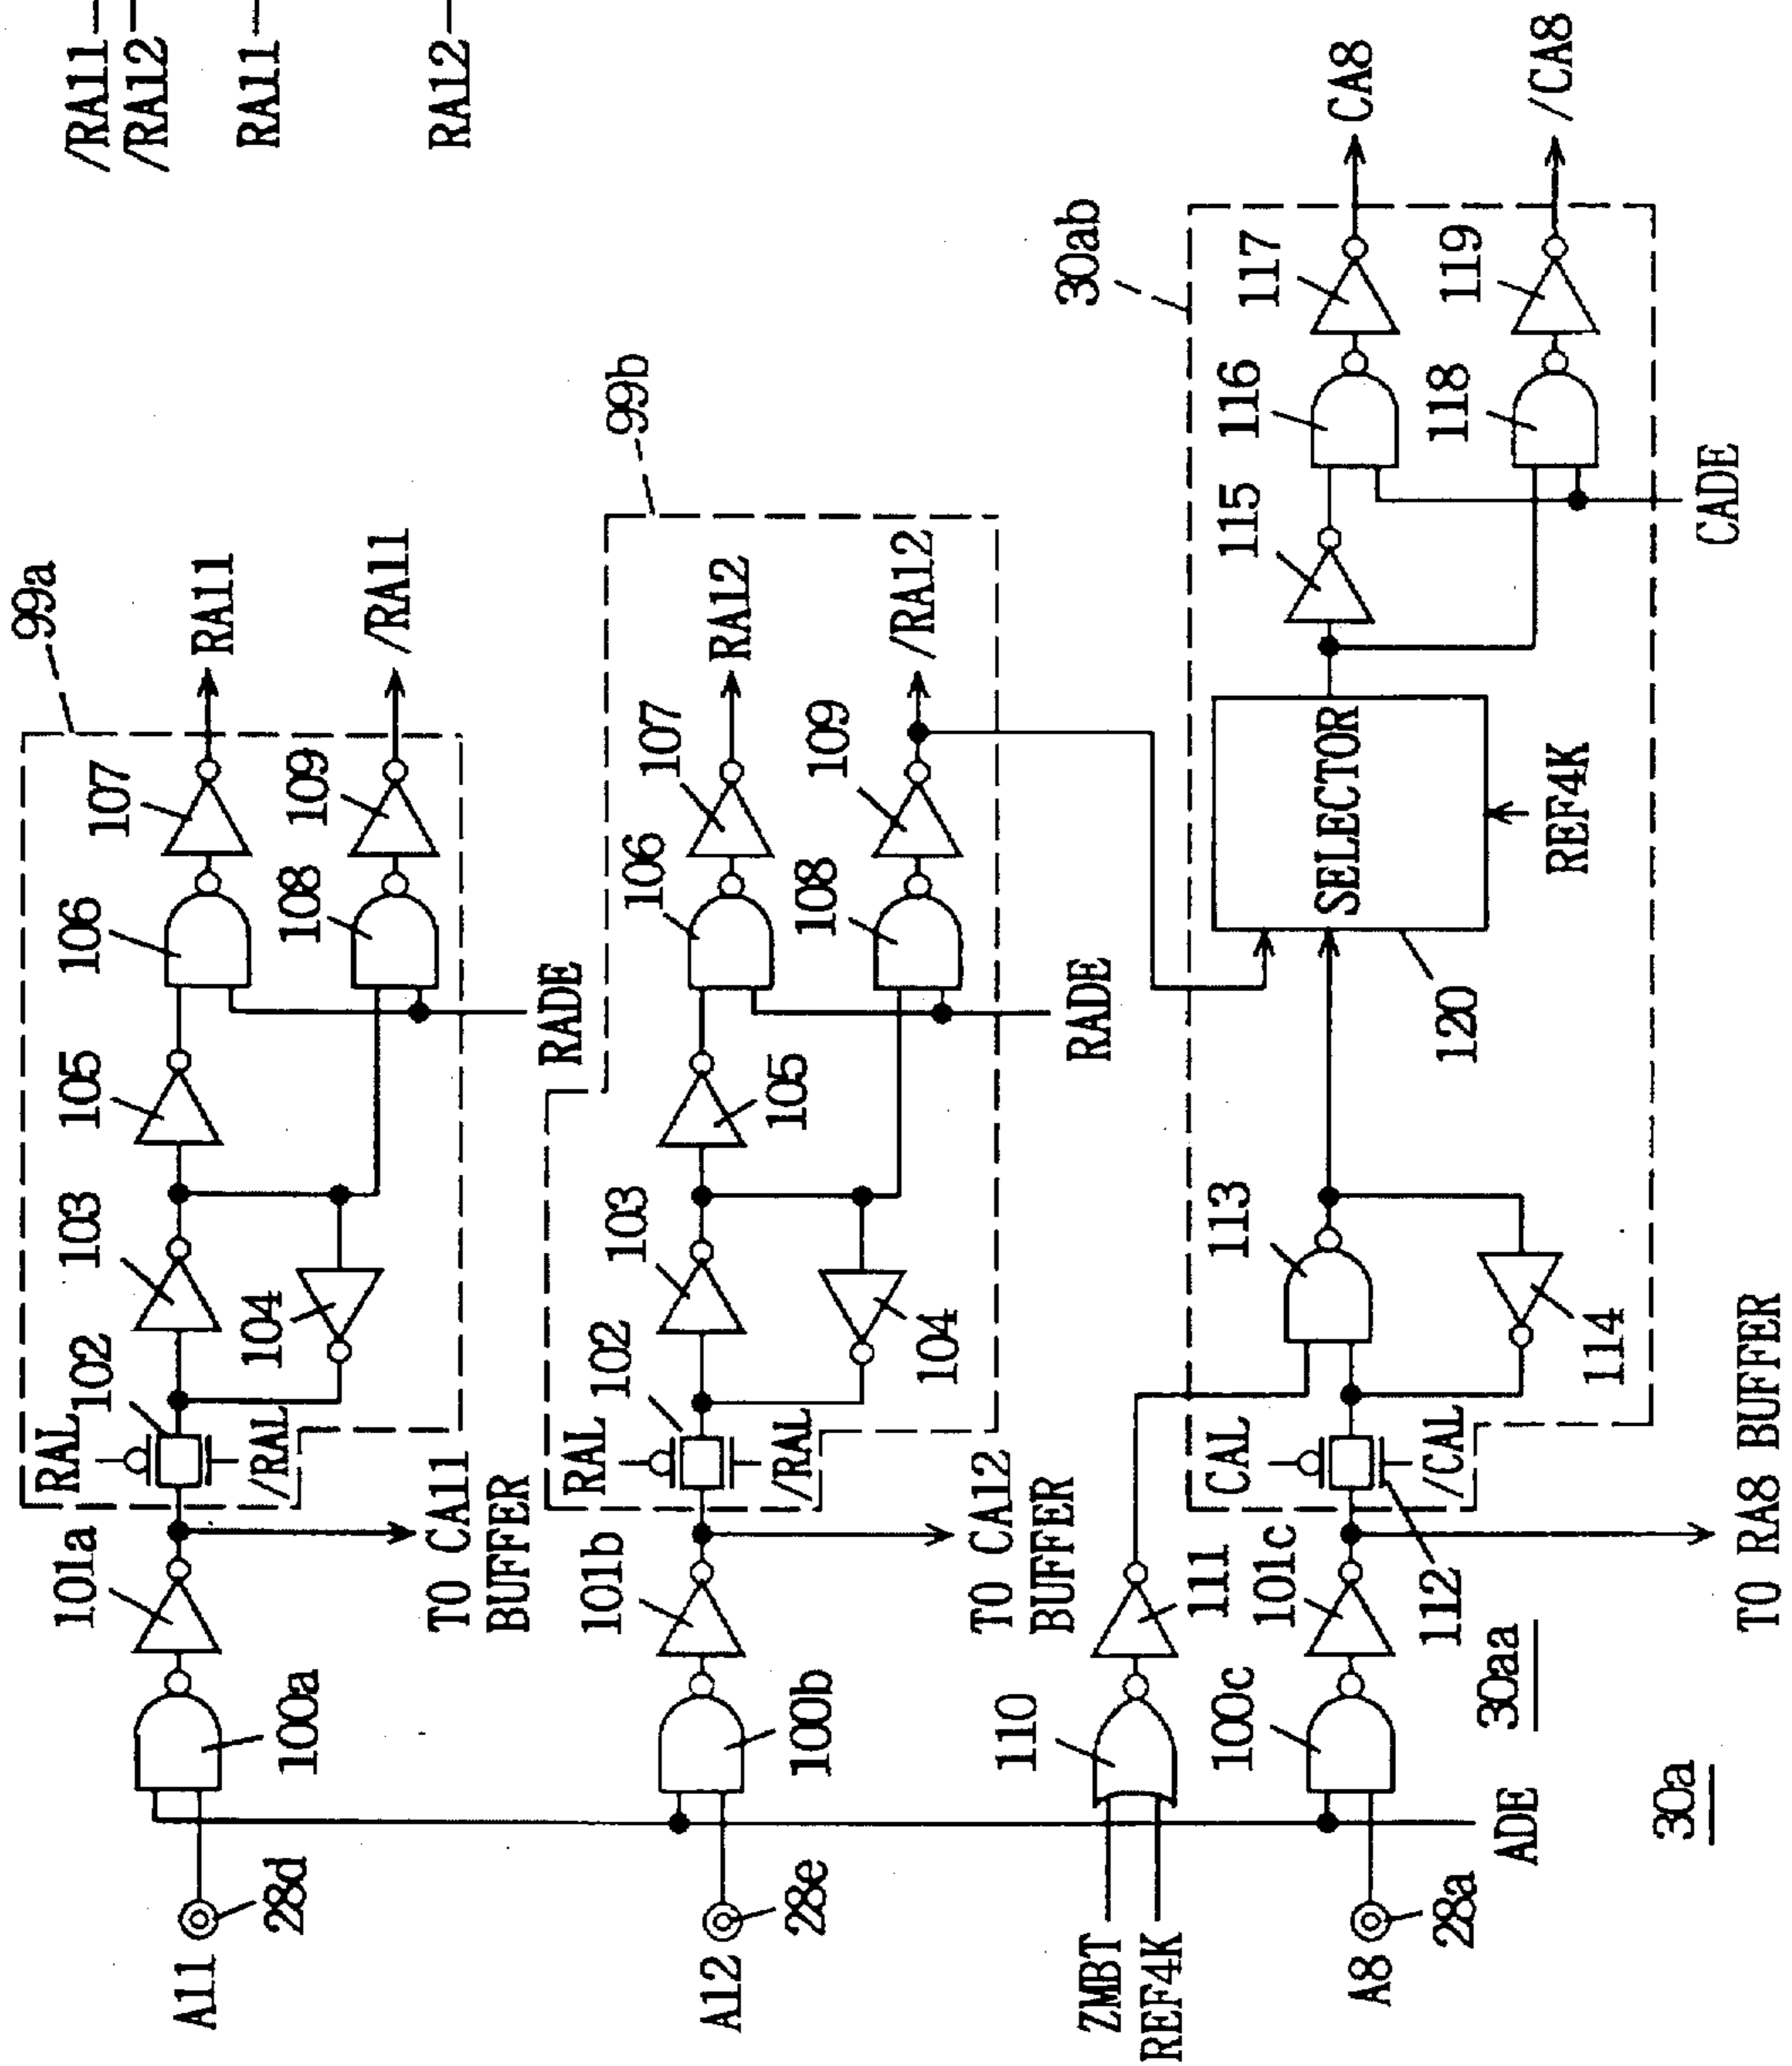 /RA11
/RA12
RA11
RA12
99a
RAL
102
103
105
106
107
RA11
101a
/RAL
104
108
109
/RA11
100a
A11
28d
TO CA11
BUFFER
RADE
99b
RAL
102
103
105
106
107
RA12
101b
/RAL
104
108
109
/RA12
100b
A12
28e
TO CA12
BUFFER
RADE
30ab
ZMBT
REF4K
110
111
CAL
113
115
116
117
CA8
A8
28a
100c
101c
112
/CAL
114
120
SELECTOR
REF4K
118
119
/CA8
CADE
ADE
30aa
30a
TO RA8 BUFFER